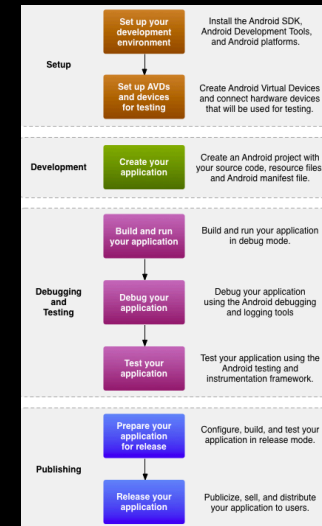 Set up your
development
environment
Install the Android SDK,
Android Development Tools,
and Android platforms.
Setup
Set up AVDs
and devices
for testing
Create Android Virtual Devices
and connect hardware devices
that will be used for testing.
Development
Create your
application
Create an Android project with
your source code, resource files
and Android manifest file.
Build and run
your application
Build and run your application
in debug mode.
Debugging
and
Testing
Debug your
application
Debug your application
using the Android debugging
and logging tools
Test your
application
Test your application using the
Android testing and
instrumentation framework.
Prepare your
application
for release
Configure, build, and test your
application in release mode.
Publishing
Release your
application
Publicize, sell, and distribute
your application to users.